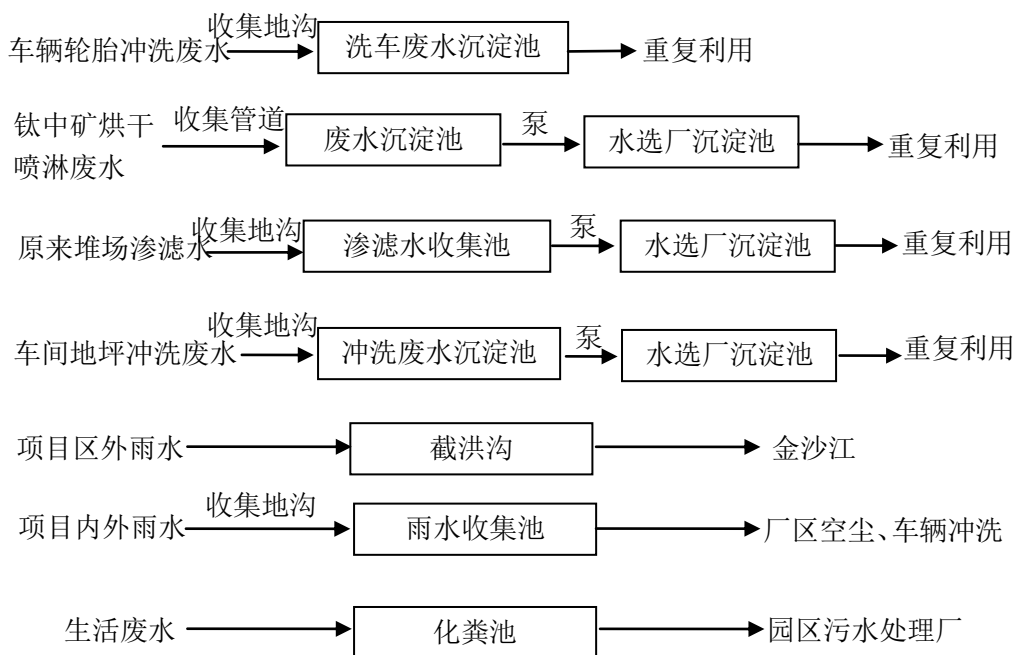 收集地沟
车辆轮胎冲洗废水 洗车废水沉淀池 重复利用
钛中矿烘干 收集管道 废水沉淀池 泵 水选厂沉淀池 重复利用
喷淋废水
收集地沟 泵
原来堆场渗滤水 渗滤水收集池 水选厂沉淀池 重复利用
收集地沟 泵
车间地坪冲洗废水 冲洗废水沉淀池 水选厂沉淀池 重复利用
项目区外雨水 截洪沟 金沙江
收集地沟
项目内外雨水 雨水收集池 厂区空尘、车辆冲洗
生活废水 化粪池 园区污水处理厂